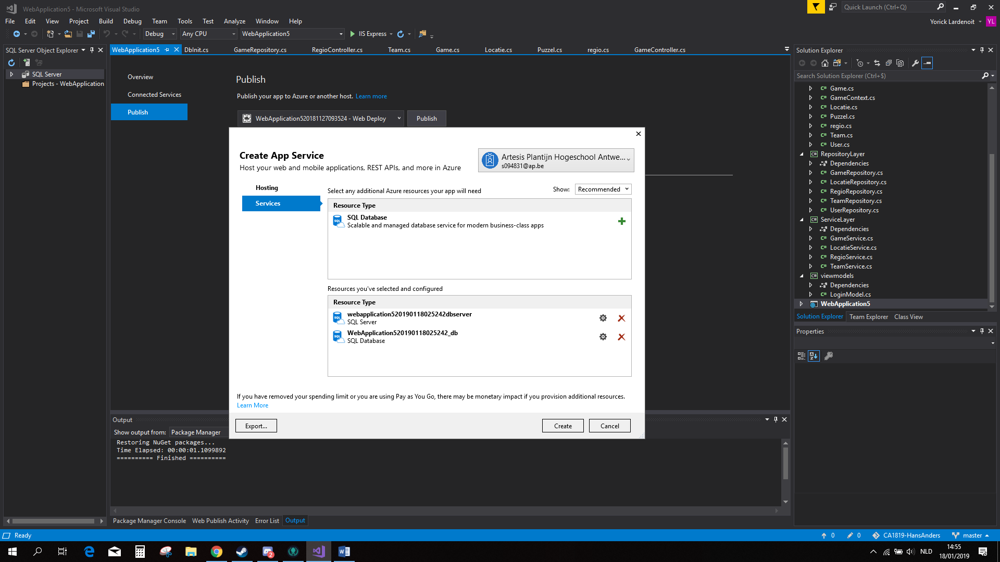 WebApplication5 - Microsoft Visual Studio
Quick Launch (Ctrl+Q)
File Edit View Project Build Debug Team Tools Test Analyze Window Help
Yorick Lardenoit YL
Debug Any CPU WebApplication5 IIS Express
SQL Server Object Explorer
SQL Server
Projects - WebApplication
WebApplication5 DbInit.cs GameRepository.cs RegioController.cs Team.cs Game.cs Locatie.cs Puzzel.cs regio.cs GameController.cs
Overview
Connected Services
Publish
Publish
Publish your app to Azure or another host. Learn more
WebApplication520181127093524 - Web Deploy Publish
Create App Service
Host your web and mobile applications, REST APIs, and more in Azure
Artesis Plantijn Hogeschool Antwe...
s094831@ap.be
Hosting
Services
Select any additional Azure resources your app will need
Show: Recommended
Resource Type
SQL Database
Scalable and managed database service for modern business-class apps
Resources you've selected and configured
Resource Type
webapplication520190118025242dbserver
SQL Server
WebApplication520190118025242_db
SQL Database
If you have removed your spending limit or you are using Pay as You Go, there may be monetary impact if you provision additional resources.
Learn More
Export... Create Cancel
Output
Show output from: Package Manager
Restoring NuGet packages...
Time Elapsed: 00:00:01.1099892
========== Finished ==========
Package Manager Console Web Publish Activity Error List Output
Solution Explorer
Search Solution Explorer (Ctrl+$)
C# Game.cs
C# GameContext.cs
C# Locatie.cs
C# Puzzel.cs
C# regio.cs
C# Team.cs
C# User.cs
C# RepositoryLayer
Dependencies
C# GameRepository.cs
C# LocatieRepository.cs
C# RegioRepository.cs
C# TeamRepository.cs
C# UserRepository.cs
C# ServiceLayer
Dependencies
C# GameService.cs
C# LocatieService.cs
C# RegioService.cs
C# TeamService.cs
C# viewmodels
Dependencies
C# LoginModel.cs
WebApplication5
Solution Explorer Team Explorer Class View
Properties
Ready
0 0 CA1819-HansAnders master
2
NLD
14:55
18/01/2019